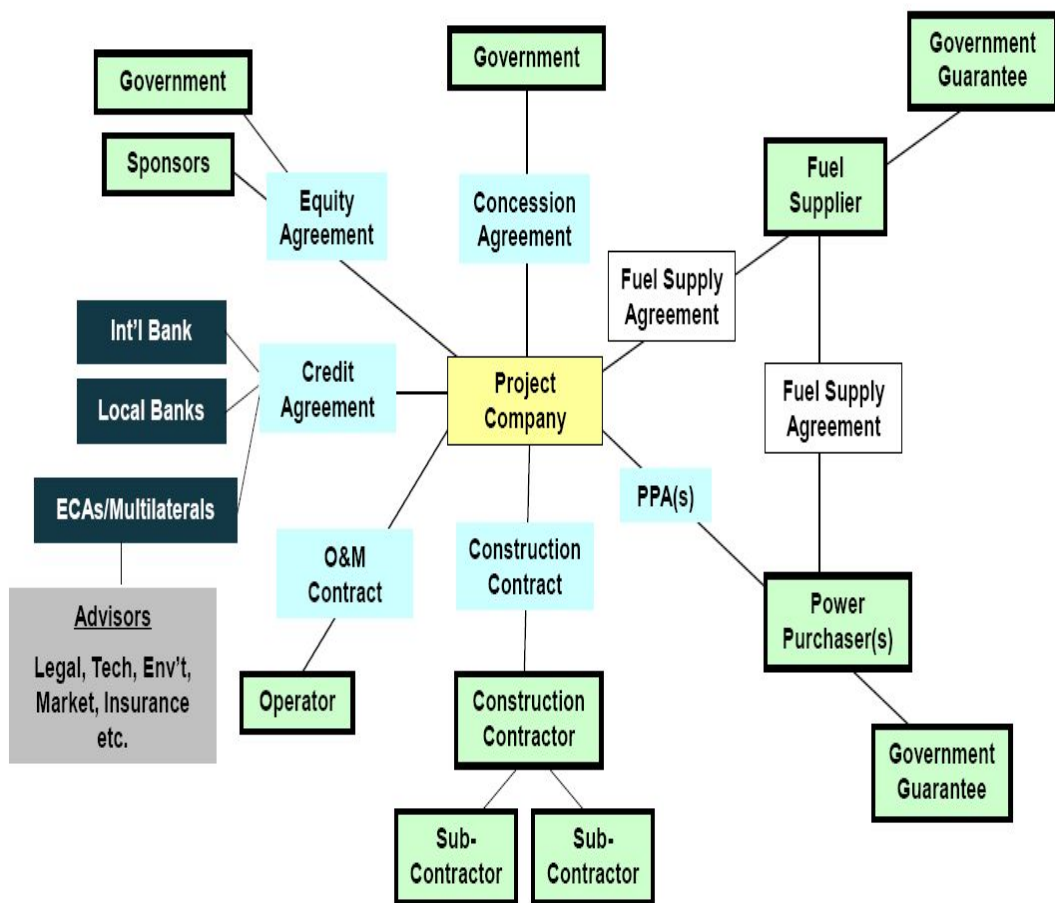 Government
Government
Government
Guarantee
Sponsors
Fuel
Supplier
Equity
Agreement
Concession
Agreement
Fuel Supply
Agreement
Int'l Bank
Credit
Agreement
Project
Company
Fuel Supply
Agreement
Local Banks
ECAs/Multilaterals
PPA(s)
O&M
Contract
Construction
Contract
Advisors
Legal, Tech, Env't,
Market, Insurance
etc.
Power
Purchaser(s)
Operator
Construction
Contractor
Government
Guarantee
Sub-
Contractor
Sub-
Contractor